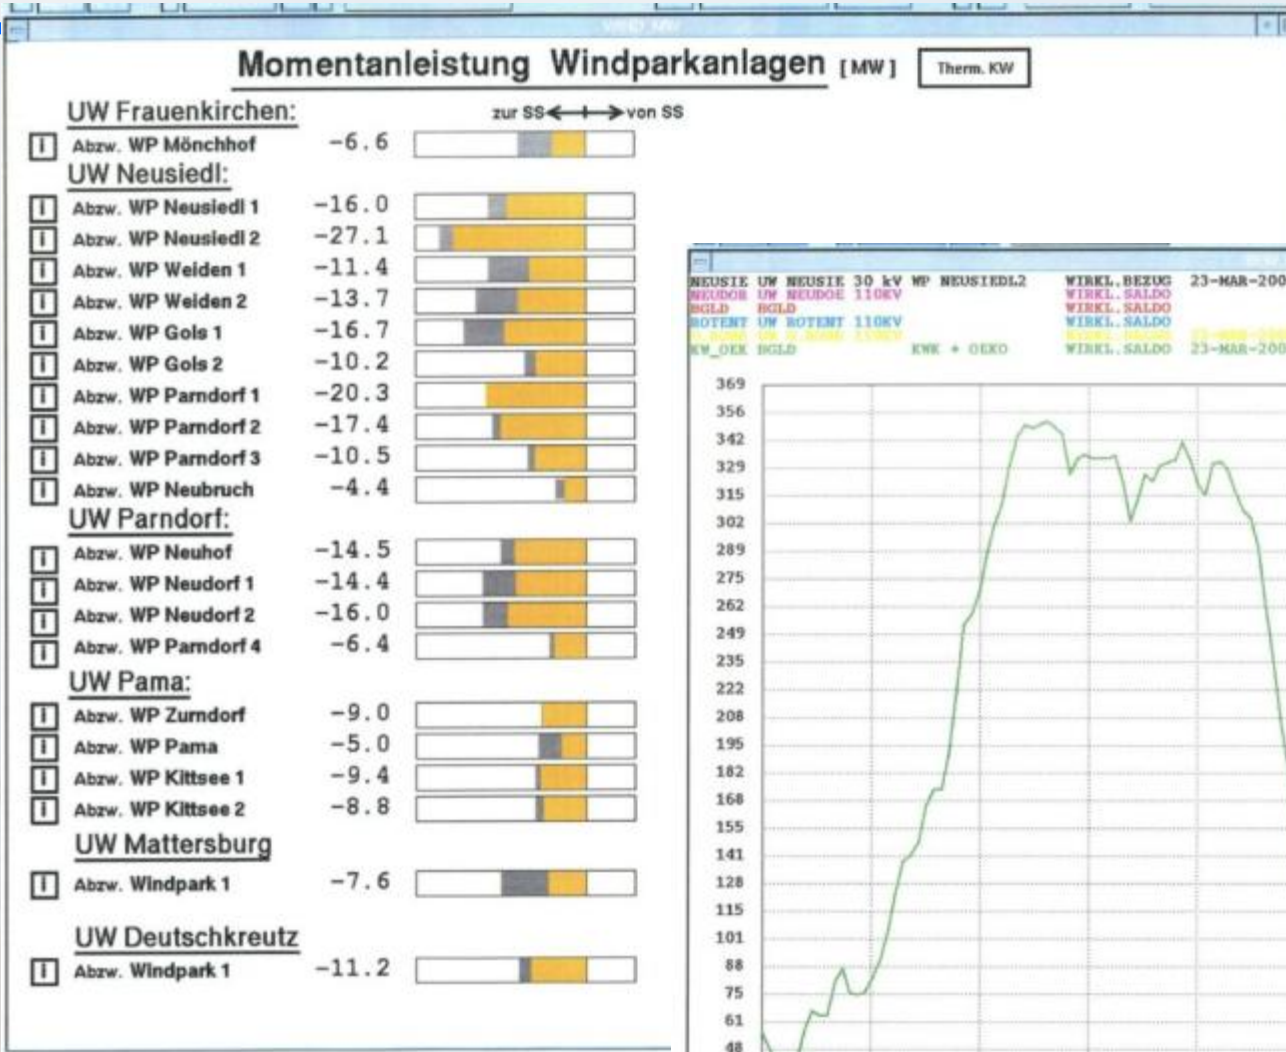 Momentanleistung Windparkanlagen [MW] Therm. KW
UW Frauenkirchen: zur SS von SS
i Abzw. WP Mönchhof -6.6
UW Neusiedl:
i Abzw. WP Neusiedl 1 -16.0
i Abzw. WP Neusiedl 2 -27.1
i Abzw. WP Weiden 1 -11.4
i Abzw. WP Weiden 2 -13.7
i Abzw. WP Gols 1 -16.7
i Abzw. WP Gols 2 -10.2
i Abzw. WP Parndorf 1 -20.3
i Abzw. WP Parndorf 2 -17.4
i Abzw. WP Parndorf 3 -10.5
i Abzw. WP Neubruch -4.4
UW Parndorf:
i Abzw. WP Neuhof -14.5
i Abzw. WP Neudorf 1 -14.4
i Abzw. WP Neudorf 2 -16.0
i Abzw. WP Parndorf 4 -6.4
UW Pama:
i Abzw. WP Zurndorf -9.0
i Abzw. WP Pama -5.0
i Abzw. WP Kittsee 1 -9.4
i Abzw. WP Kittsee 2 -8.8
UW Mattersburg
i Abzw. Windpark 1 -7.6
UW Deutschkreutz
i Abzw. Windpark 1 -11.2
NEUSIE UW NEUSIE 30 kV WP NEUSIEDL2 WIRKL.BEZUG 23-MAR-200
NEUDOR UW NEUDOE 110KV WIRKL.SALDO
BGLD BGLD WIRKL.SALDO
ROTENT UW ROTENT 110KV WIRKL.SALDO
KW_OEK BGLD KWK + OEKO WIRKL.SALDO 23-MAR-200
369
356
342
329
315
302
289
275
262
249
235
222
208
195
182
168
155
141
128
115
101
88
75
61
48